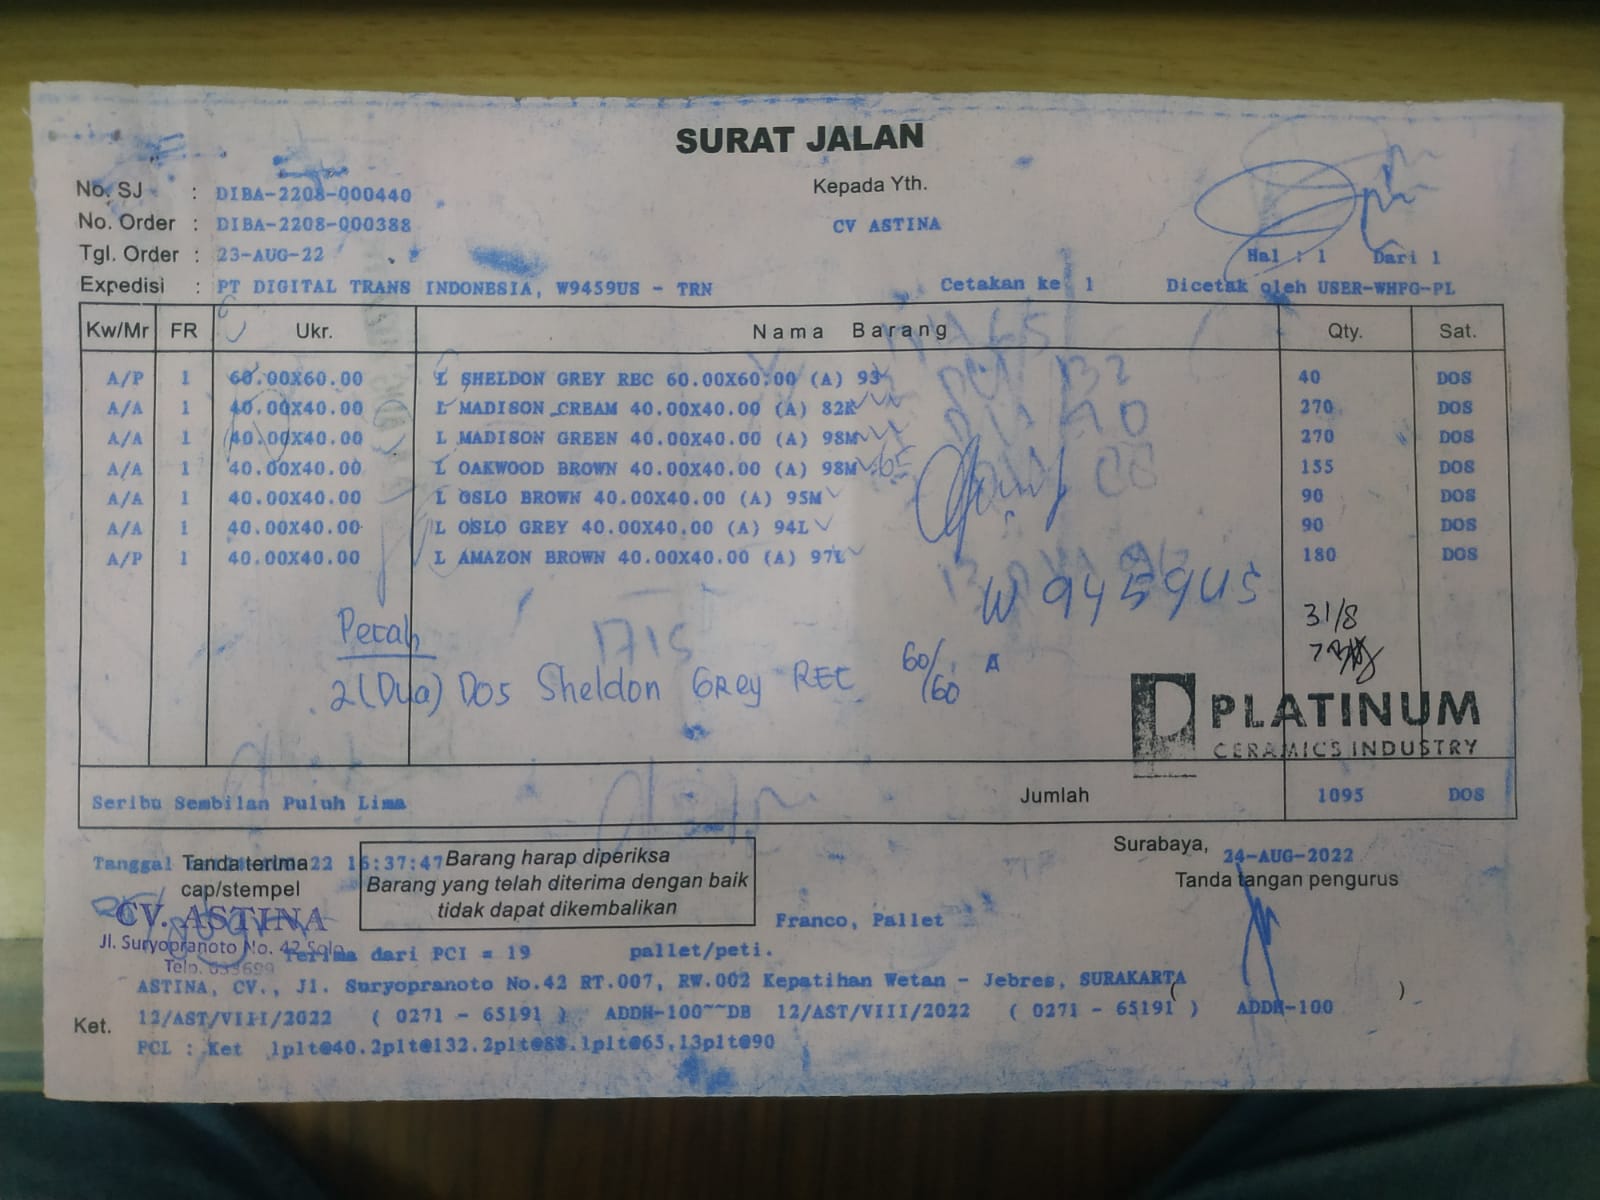 SURAT JALAN
No. SJ : DIBA-2208-000440
Kepada Yth.
No. Order : DIBA-2208-000388
CV ASTINA
Tgl. Order : 23-AUG-22
Hal : 1 Dari 1
Expedisi : PT DIGITAL TRANS INDONESIA, W9459US - TRN
Cetakan ke 1
Dicetak oleh USER-WHFG-PL
Kw/Mr FR Ukr. Nama Barang Qty. Sat.
A/P 1 60.00X60.00 L SHELDON GREY REC 60.00X60.00 (A) 93 40 DOS
A/A 1 40.00X40.00 L MADISON CREAM 40.00X40.00 (A) 82K 270 DOS
A/A 1 40.00X40.00 L MADISON GREEN 40.00X40.00 (A) 98M 270 DOS
A/A 1 40.00X40.00 L OAKWOOD BROWN 40.00X40.00 (A) 98M 155 DOS
A/A 1 40.00X40.00 L OSLO BROWN 40.00X40.00 (A) 95M 90 DOS
A/A 1 40.00X40.00 L OSLO GREY 40.00X40.00 (A) 94L 90 DOS
A/P 1 40.00X40.00 L AMAZON BROWN 40.00X40.00 (A) 97L 180 DOS
W 9459US
31/8
Pecah
1715
2 (Dua) Dos Sheldon Grey REC 60/60 A
PLATINUM
CERAMICS INDUSTRY
Seribu Sembilan Puluh Lima
Jumlah 1095 DOS
Surabaya, 24-AUG-2022
Tanggal 22 16:37:47
Tanda terima
cap/stempel
Barang harap diperiksa
Barang yang telah diterima dengan baik
tidak dapat dikembalikan
Tanda tangan pengurus
CV. ASTINA
Jl. Suryopranoto No. 42 Solo
Telp.
Franco, Pallet
Terima dari PCI = 19 pallet/peti.
ASTINA, CV., Jl. Suryopranoto No.42 RT.007, RW.002 Kepatihan Wetan - Jebres, SURAKARTA
( )
Ket. 12/AST/VIII/2022 ( 0271 - 65191 ) ADDH-100~~DB 12/AST/VIII/2022 ( 0271 - 65191 ) ADDH-100
PCL : Ket 1plt@40.2plt@132.2plt@88.1plt@65,13plt@90